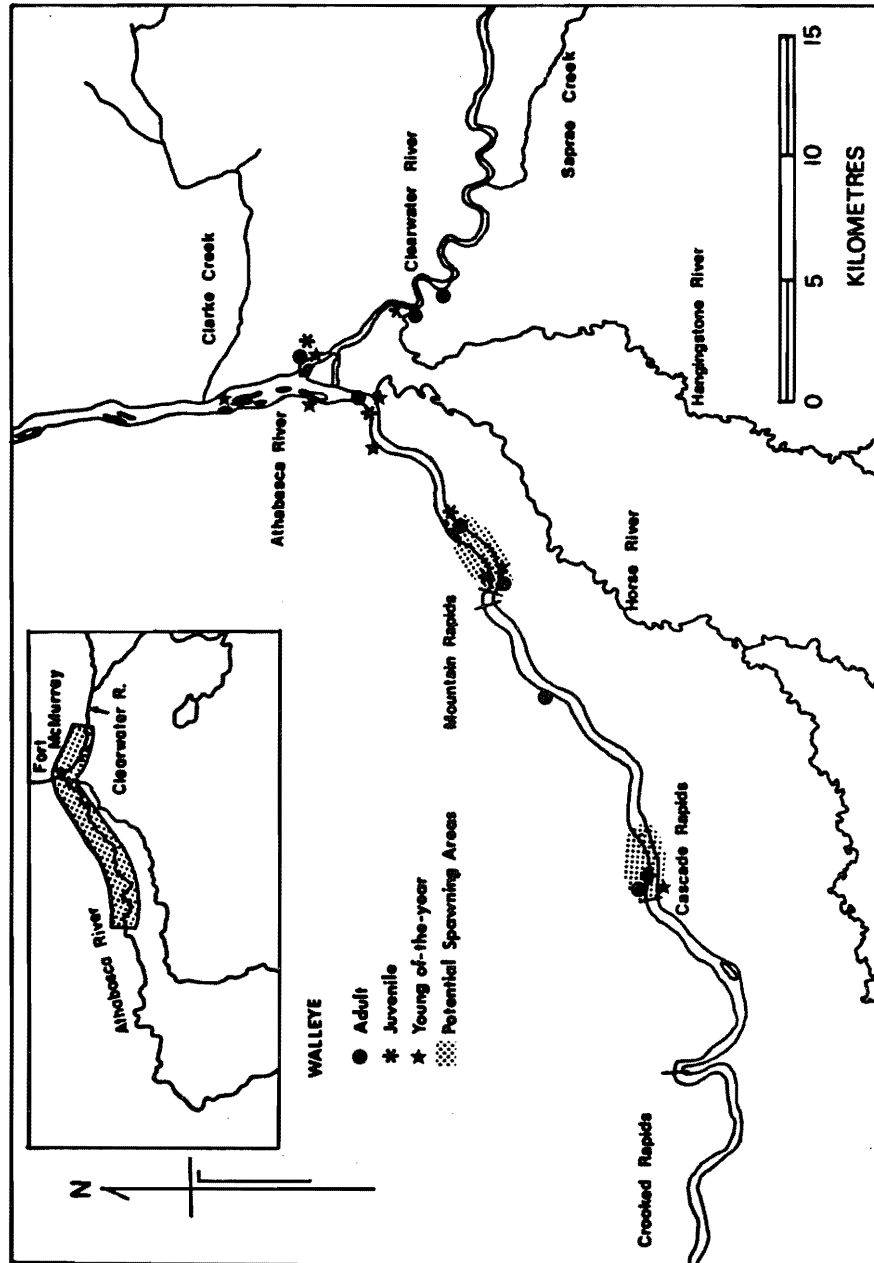 N
Athabasca River
Fort
McMurray
Clearwater R.
WALLEYE
Adult
Juvenile
Young of-the-year
Potential Spawning Areas
Clarke Creek
Athabasca River
Clearwater River
Saprae Creek
Mountain Rapids
Horse River
Hangingstone River
Cascade Rapids
Crooked Rapids
0 5 10 15
KILOMETRES